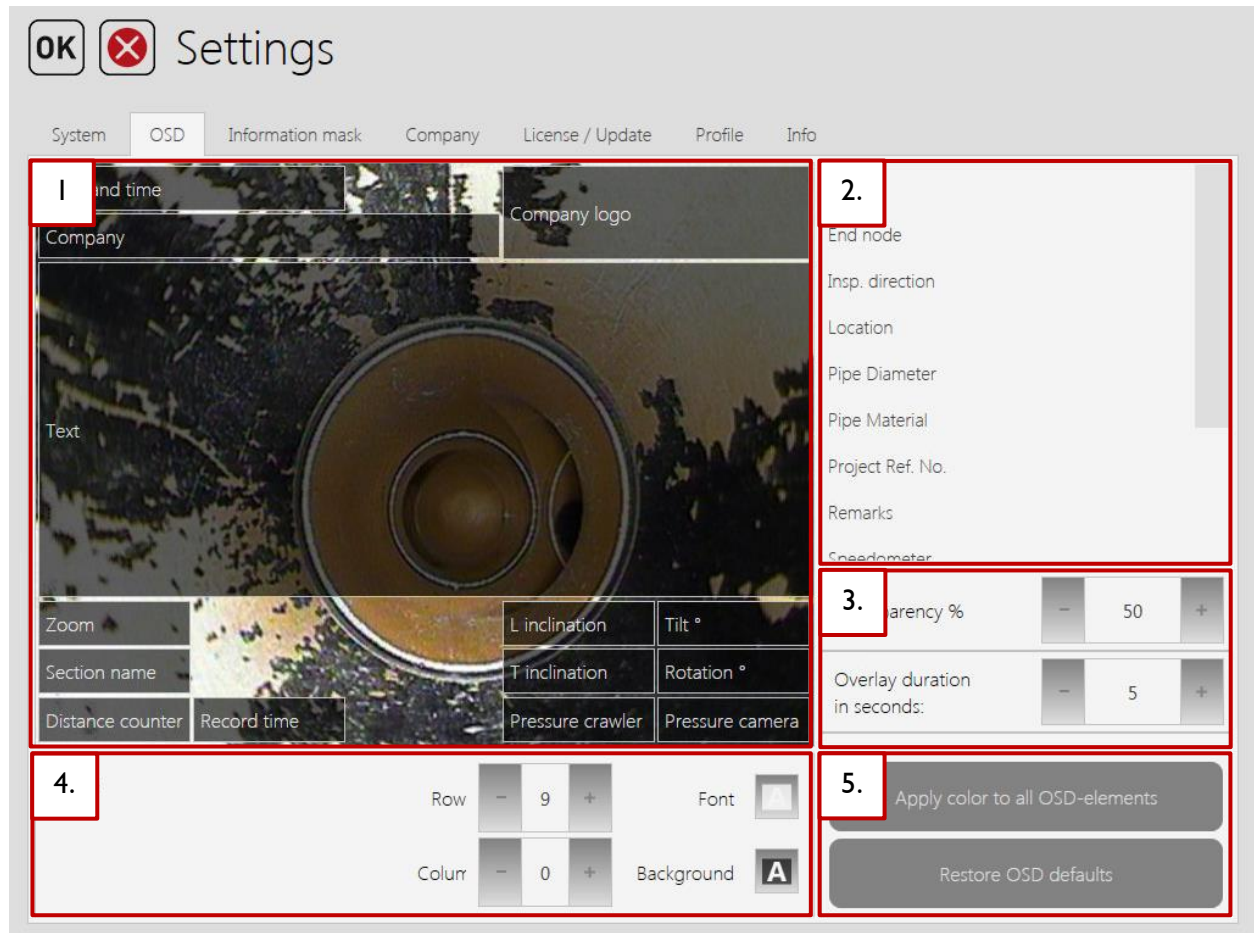 OK Settings
System OSD Information mask Company License / Update Profile Info
1 and time
Company logo
Company
Text
Zoom
L inclination Tilt °
Section name
T inclination Rotation °
Distance counter Record time
Pressure crawler Pressure camera
2.
End node
Insp. direction
Location
Pipe Diameter
Pipe Material
Project Ref. No.
Remarks
Speedometer
3. parency % - 50 +
Overlay duration
in seconds: - 5 +
4.
Row - 9 + Font A
Colum - 0 + Background A
5. Apply color to all OSD-elements
Restore OSD defaults